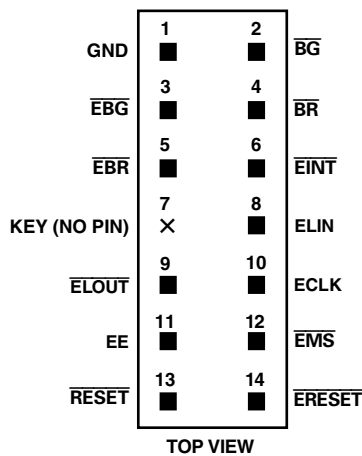 1 2
GND BG
3 4
EBG BR
5 6
EBR EINT
7 8
KEY (NO PIN) × ELIN
9 10
ELOUT ECLK
11 12
EE EMS
13 14
RESET ERESET
TOP VIEW